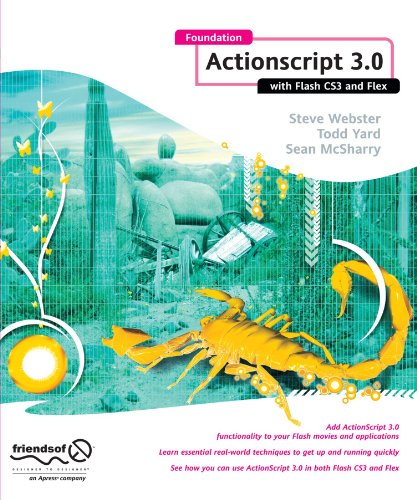 Foundation
Actionscript 3.0
with Flash CS3 and Flex
Steve Webster
Todd Yard
Sean McSharry
Add ActionScript 3.0
functionality to your Flash movies and applications
Learn essential real-world techniques to get up and running quickly
See how you can use ActionScript 3.0 in both Flash CS3 and Flex
friendsof
DESIGNER TO DESIGNER™
an Apress® company